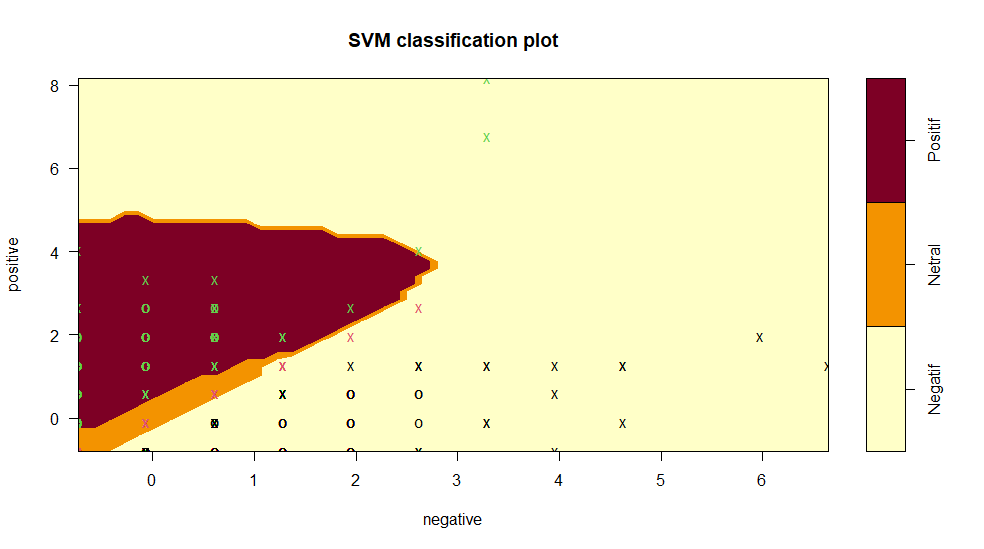 SVM classification plot
8
6
4
2
0
positive
0 1 2 3 4 5 6
negative
Positif
Netral
Negatif